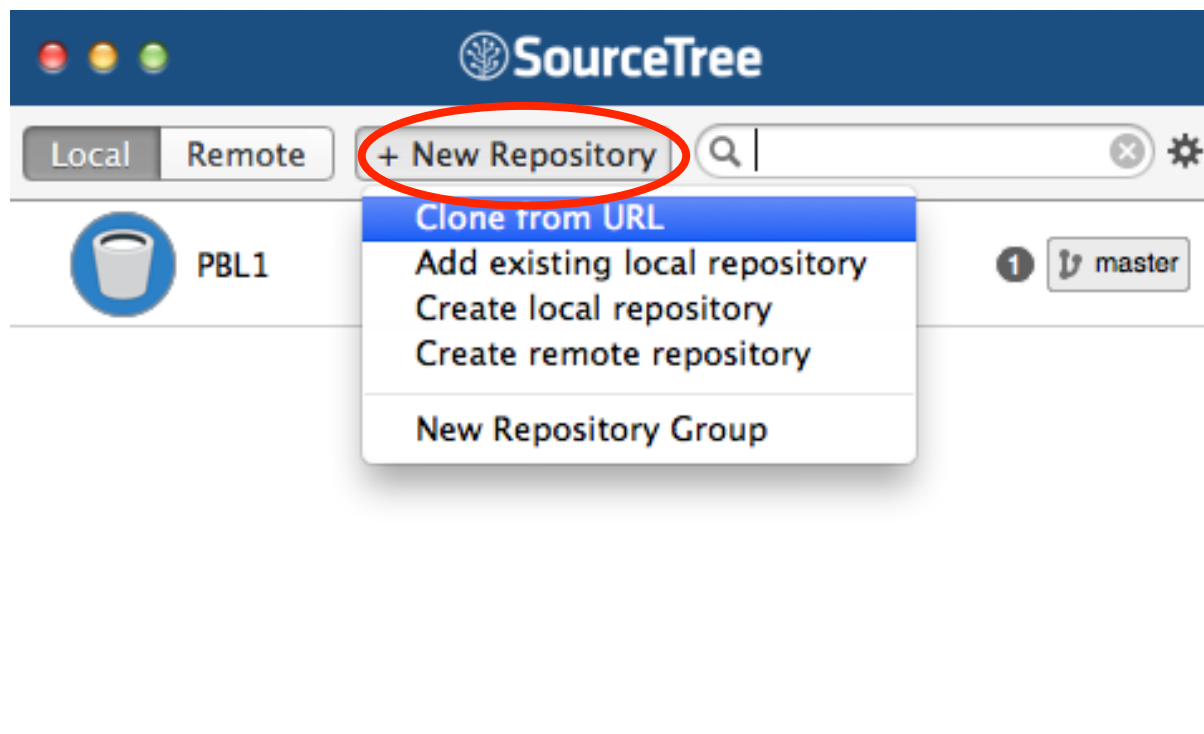 SourceTree
Local Remote + New Repository
Clone from URL
PBL1 Add existing local repository 1 master
Create local repository
Create remote repository
New Repository Group